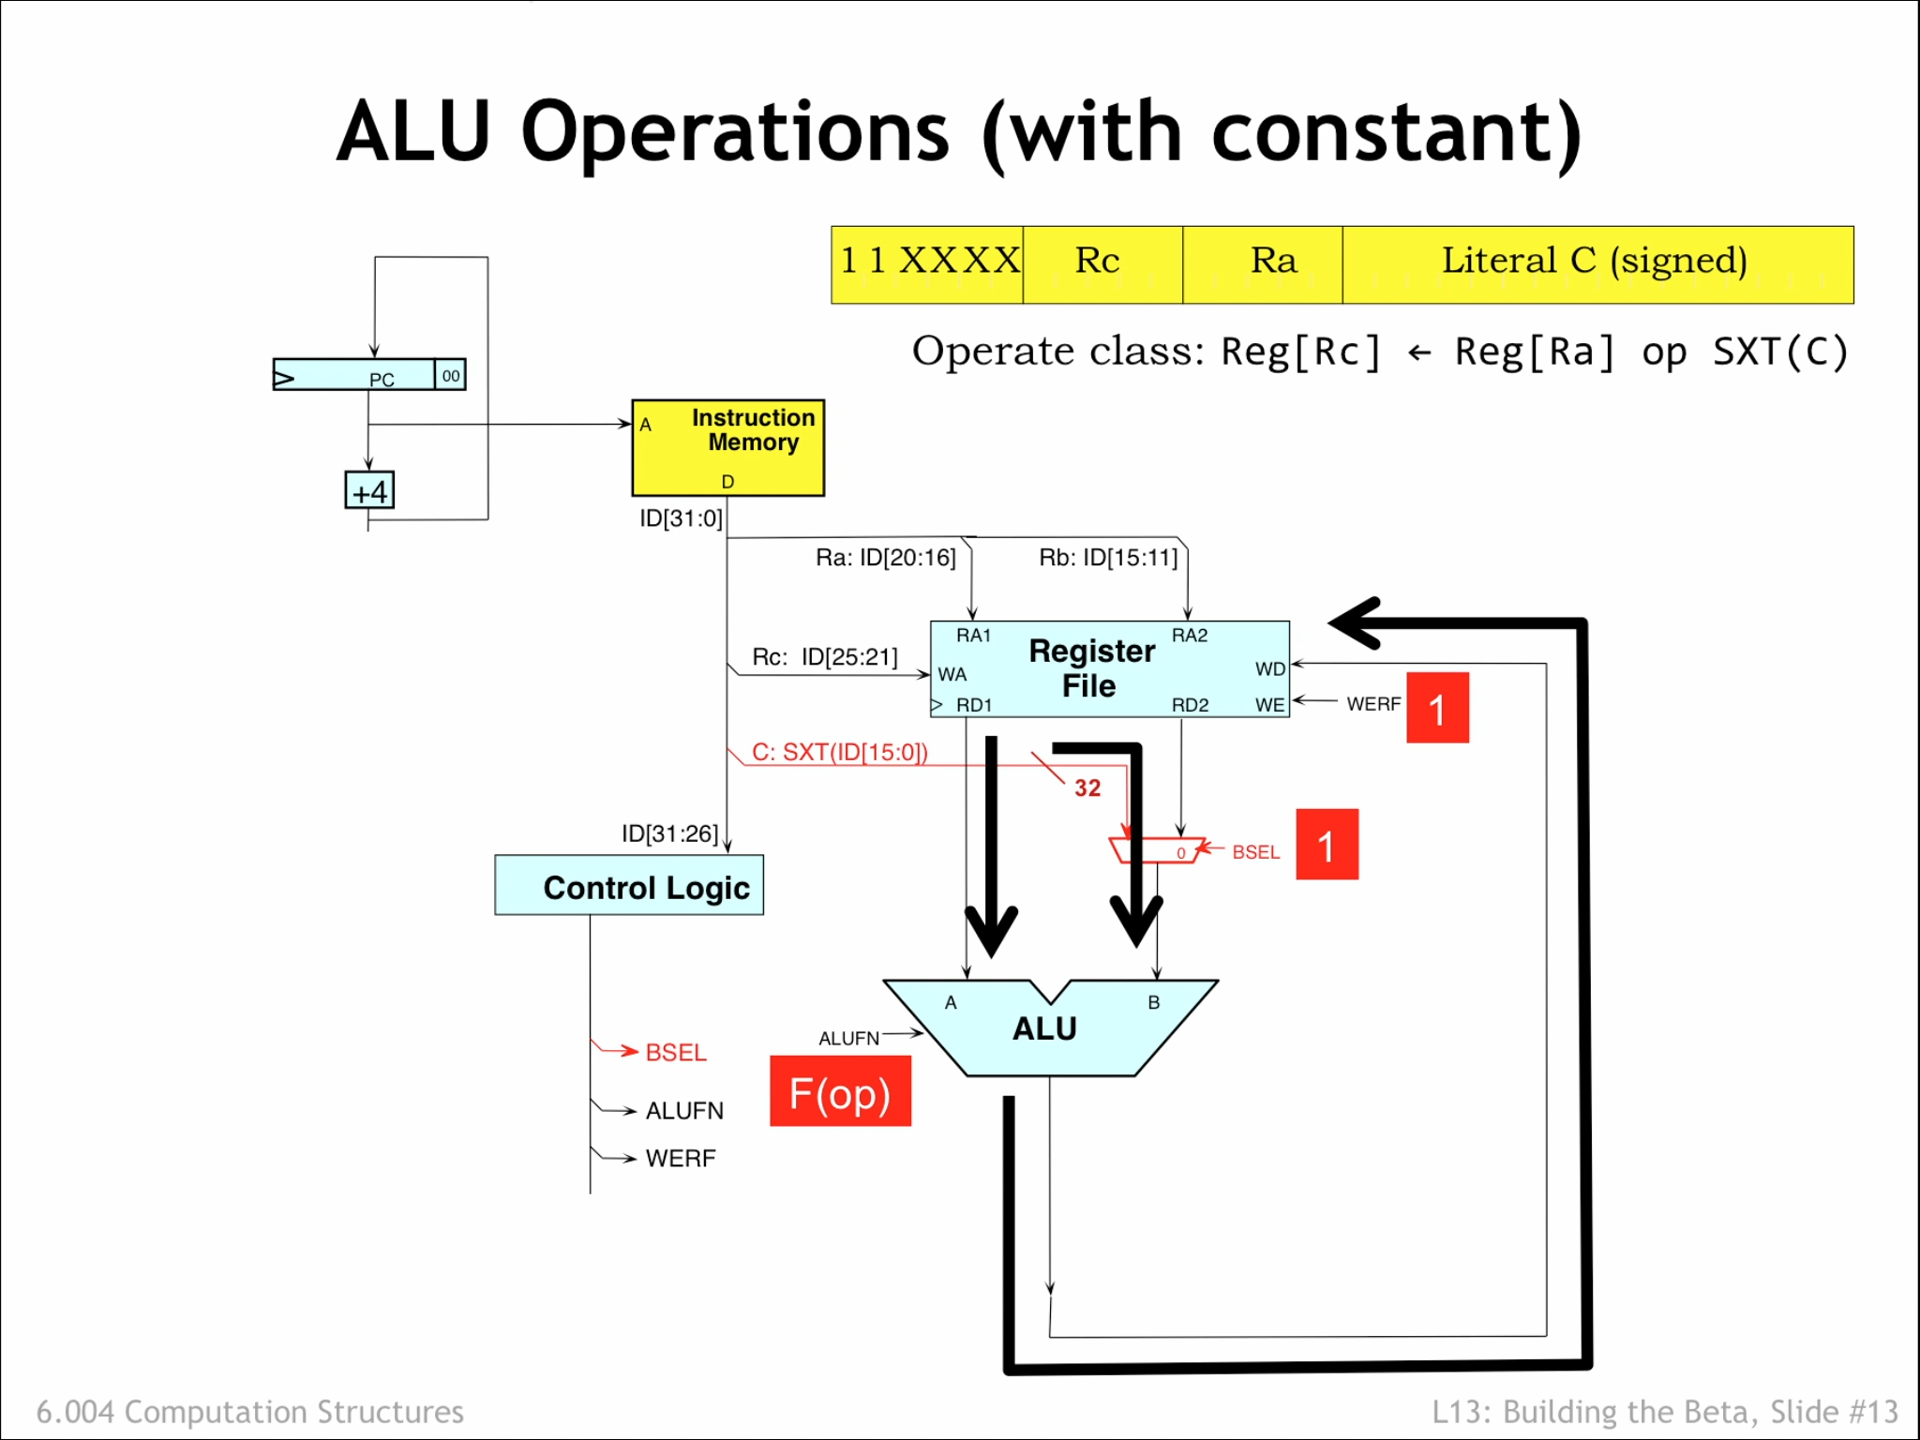 ALU Operations (with constant)
1 1 X X X X Rc Ra Literal C (signed)
Operate class: Reg[Rc] ← Reg[Ra] op SXT(C)
PC 00
A Instruction
Memory
D
+4
ID[31:0]
Ra: ID[20:16] Rb: ID[15:11]
RA1 RA2
Register
File
Rc: ID[25:21]
WA WD
RD1 RD2 WE
WERF 1
C: SXT(ID[15:0])
32
ID[31:26]
0 BSEL 1
Control Logic
A B
ALU
ALUFN
F(op)
BSEL
ALUFN
WERF
6.004 Computation Structures
L13: Building the Beta, Slide #13